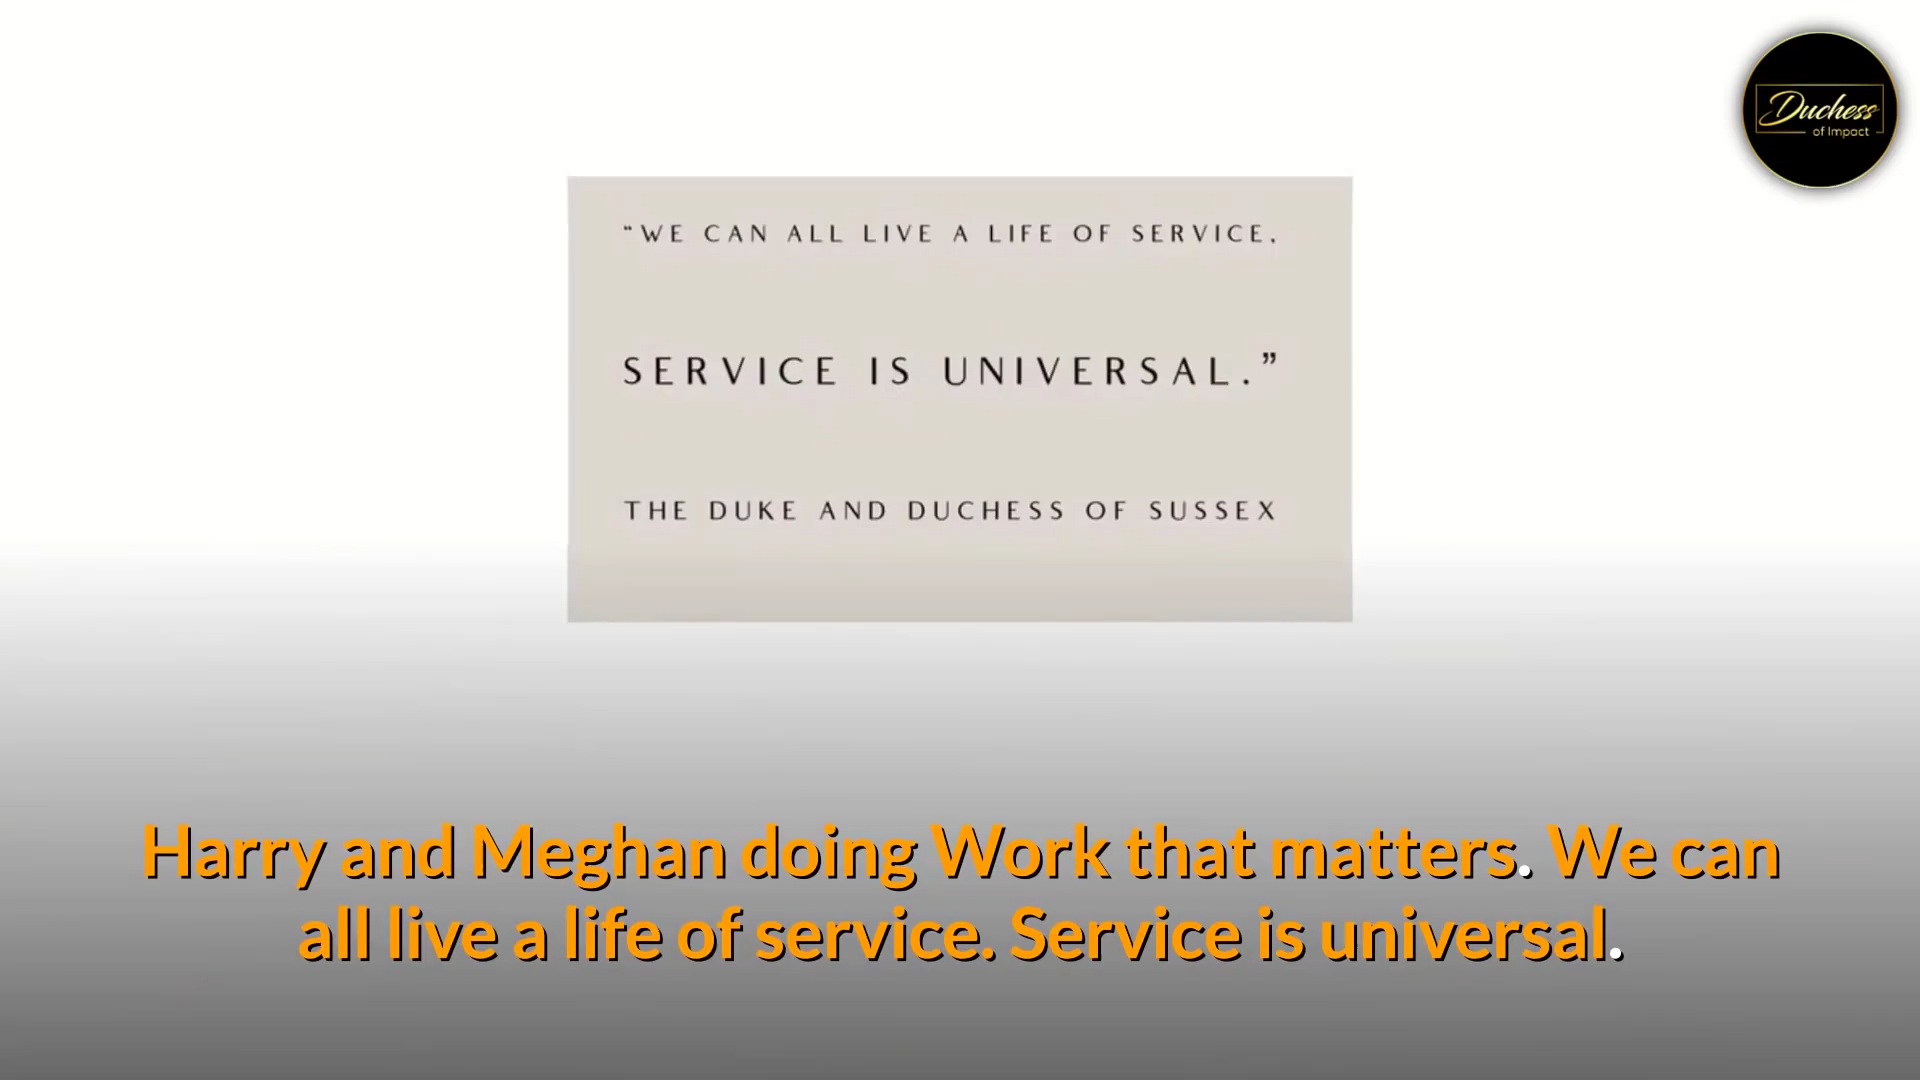 Duchess
of Impact
“WE CAN ALL LIVE A LIFE OF SERVICE.
SERVICE IS UNIVERSAL.”
THE DUKE AND DUCHESS OF SUSSEX
Harry and Meghan doing Work that matters. We can
all live a life of service. Service is universal.